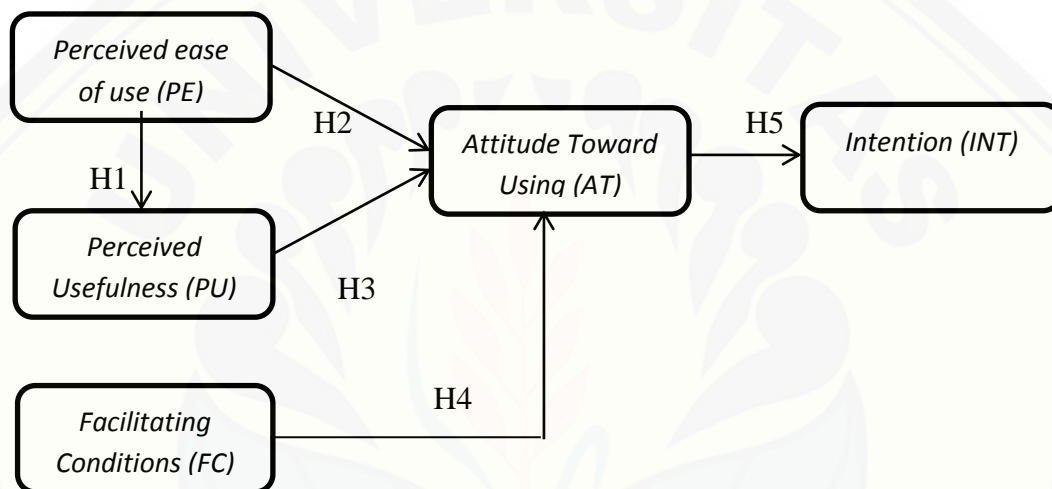 Perceived ease
of use (PE)
H2
H5
Attitude Toward
Using (AT)
Intention (INT)
H1
Perceived
Usefulness (PU)
H3
H4
Facilitating
Conditions (FC)
UNIVERSITAS